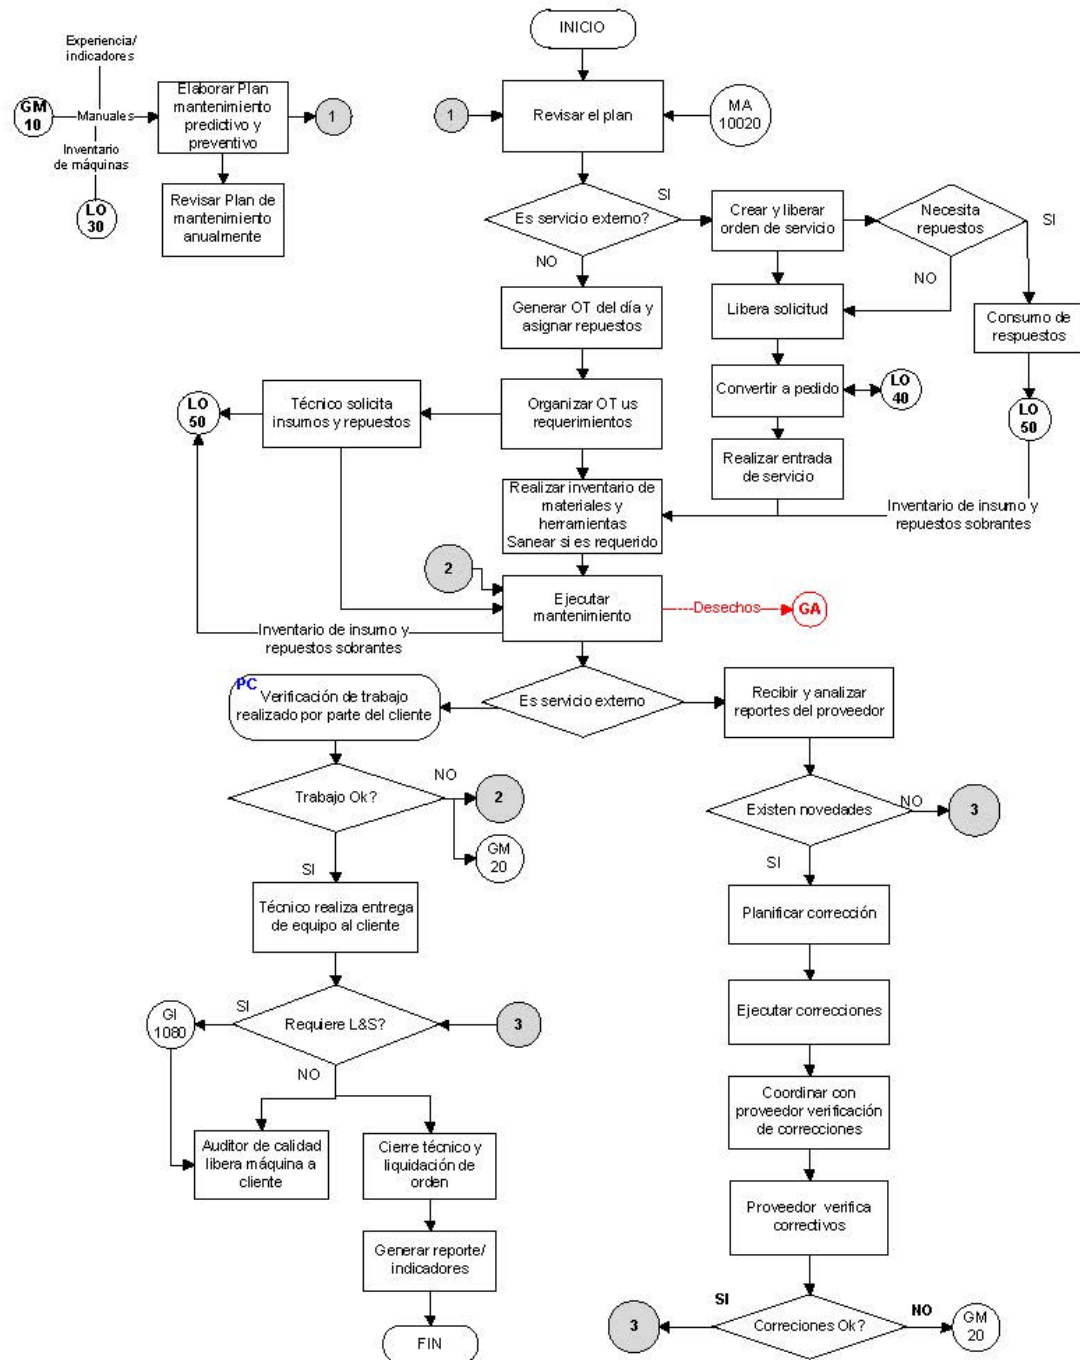 INICIO
Experiencia/
indicadores
GM
10
Manuales
Inventario
de máquinas
LO
30
Elaborar Plan
mantenimiento
predictivo y
preventivo
1
Revisar Plan de
mantenimiento
anualmente
1
Revisar el plan
MA
10020
Es servicio externo?
SI
NO
Crear y liberar
orden de servicio
Necesita
repuestos
SI
NO
Generar OT del día y
asignar repuestos
Libera solicitud
Consumo de
respuestos
LO
50
Técnico solicita
insumos y repuestos
Organizar OT us
requerimientos
Convertir a pedido
LO
40
LO
50
Realizar entrada
de servicio
Realizar inventario de
materiales y
herramientas
Sanear si es requerido
Inventario de insumo y
repuestos sobrantes
2
Ejecutar
mantenimiento
Desechos
GA
Inventario de insumo y
repuestos sobrantes
PC
Verificación de trabajo
realizado por parte del cliente
Es servicio externo
Recibir y analizar
reportes del proveedor
Trabajo Ok?
NO
2
GM
20
SI
Existen novedades
NO
3
SI
Técnico realiza entrega
de equipo al cliente
Planificar corrección
GI
1080
SI
Requiere L&S?
3
NO
Ejecutar correcciones
Coordinar con
proveedor verificación
de correcciones
Auditor de calidad
libera máquina a
cliente
Cierre técnico y
liquidación de
orden
Proveedor verifica
correctivos
Generar reporte/
indicadores
FIN
3
SI
Correciones Ok?
NO
GM
20